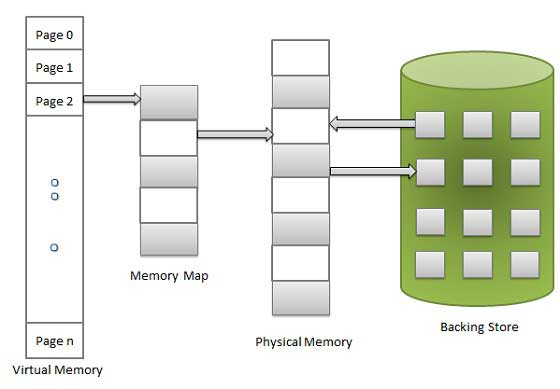 Page 0
Page 1
Page 2
Page n
Virtual Memory
Memory Map
Physical Memory
Backing Store